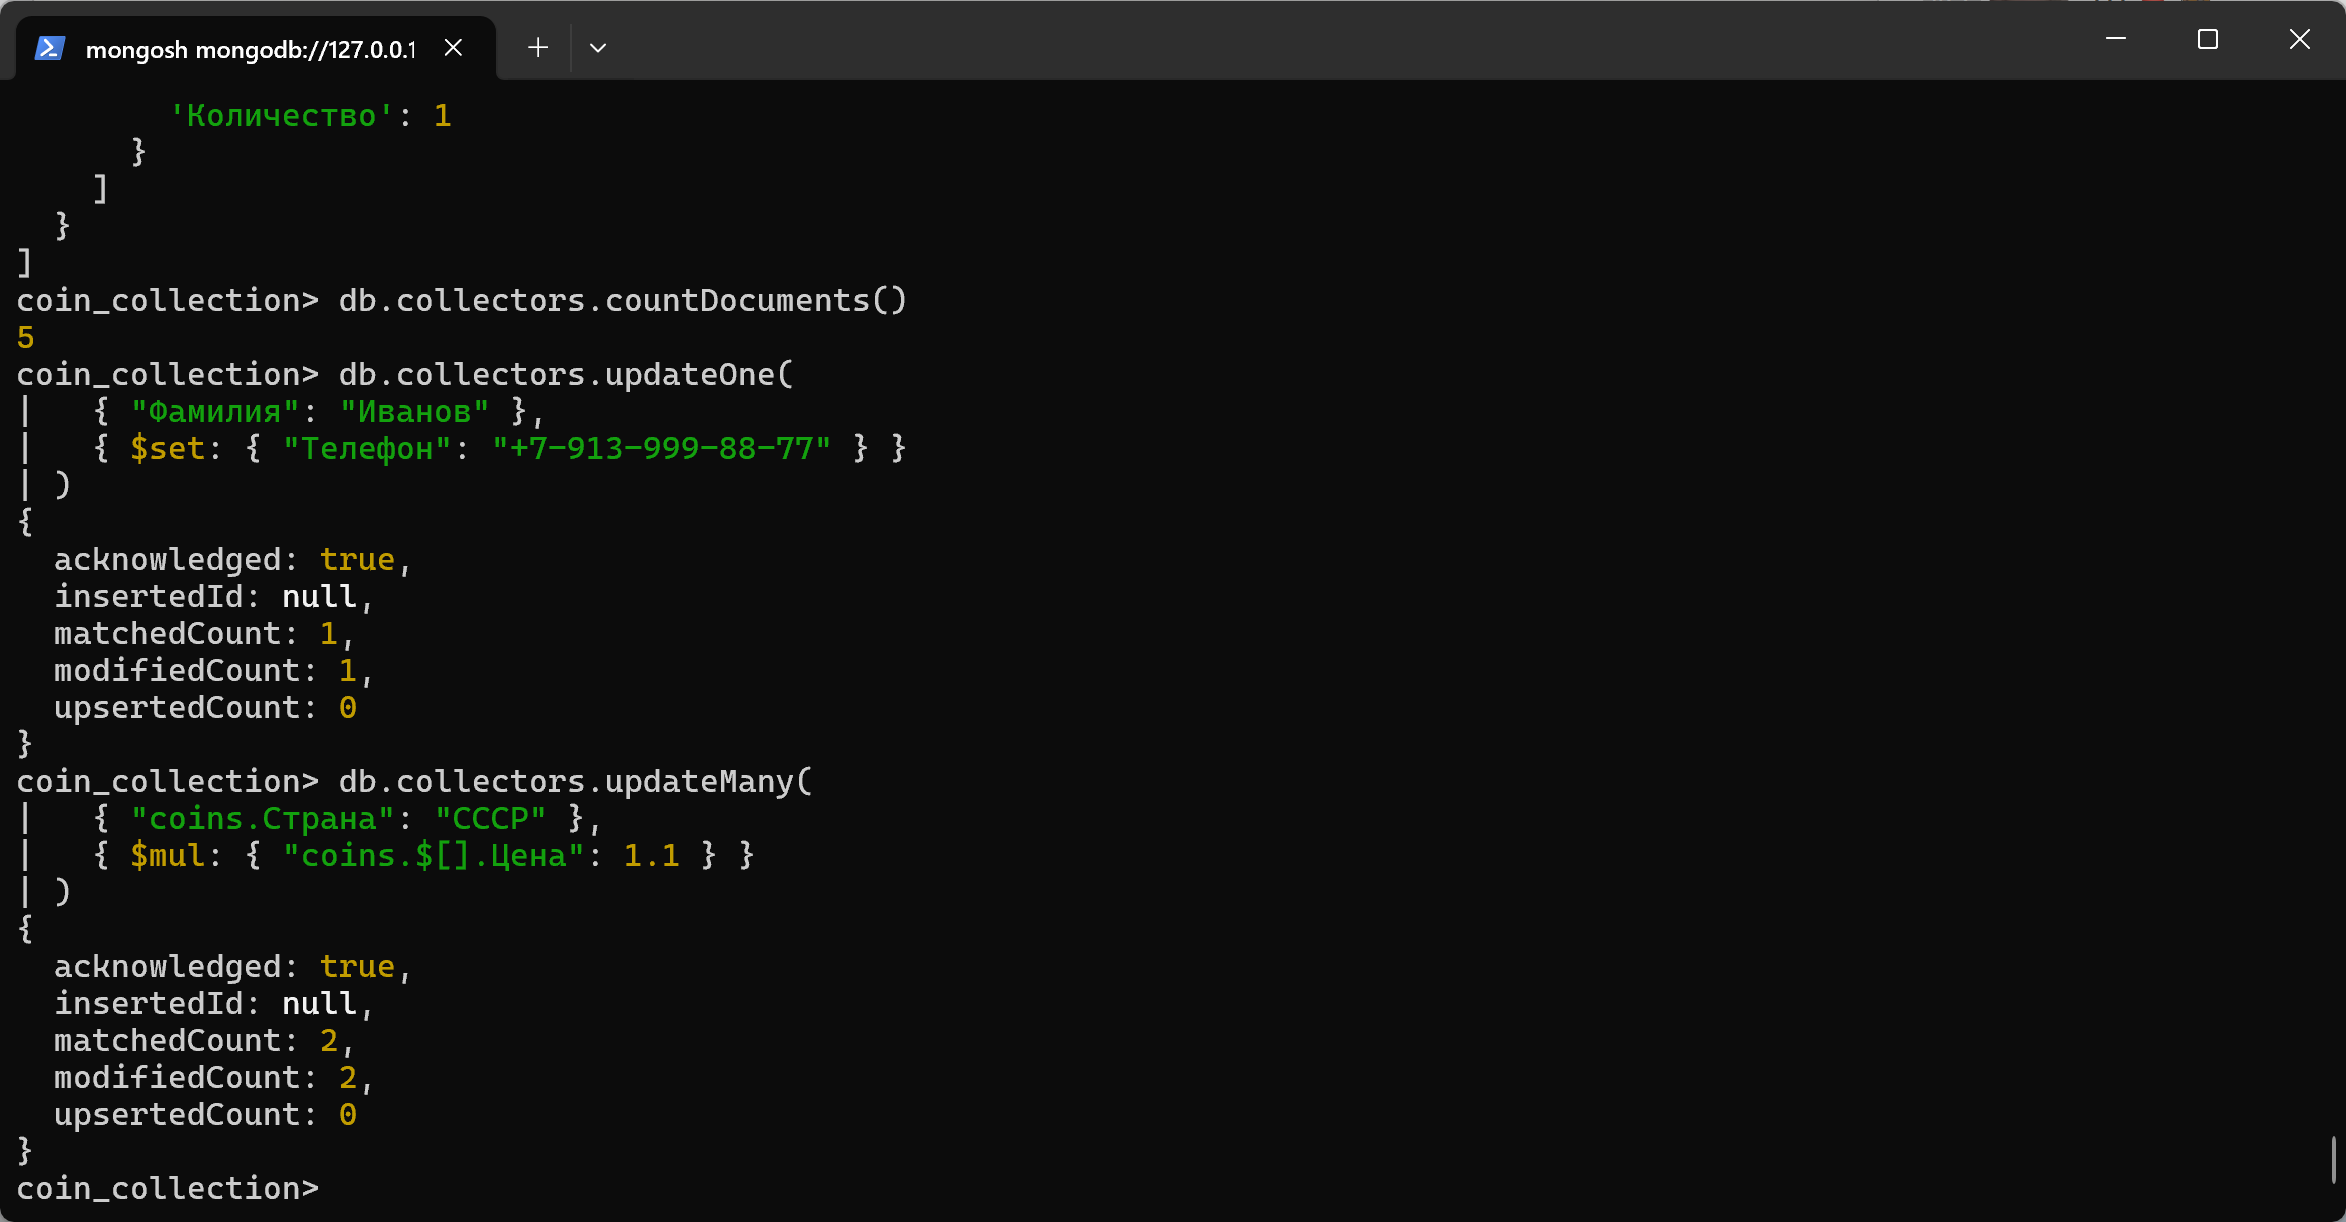 mongosh mongodb://127.0.0.1
'Количество': 1
}
]
}
]
coin_collection> db.collectors.countDocuments()
5
coin_collection> db.collectors.updateOne(
|   { "Фамилия": "Иванов" },
|   { $set: { "Телефон": "+7-913-999-88-77" } }
| )
{
  acknowledged: true,
  insertedId: null,
  matchedCount: 1,
  modifiedCount: 1,
  upsertedCount: 0
}
coin_collection> db.collectors.updateMany(
|   { "coins.Страна": "СССР" },
|   { $mul: { "coins.$[].Цена": 1.1 } }
| )
{
  acknowledged: true,
  insertedId: null,
  matchedCount: 2,
  modifiedCount: 2,
  upsertedCount: 0
}
coin_collection>